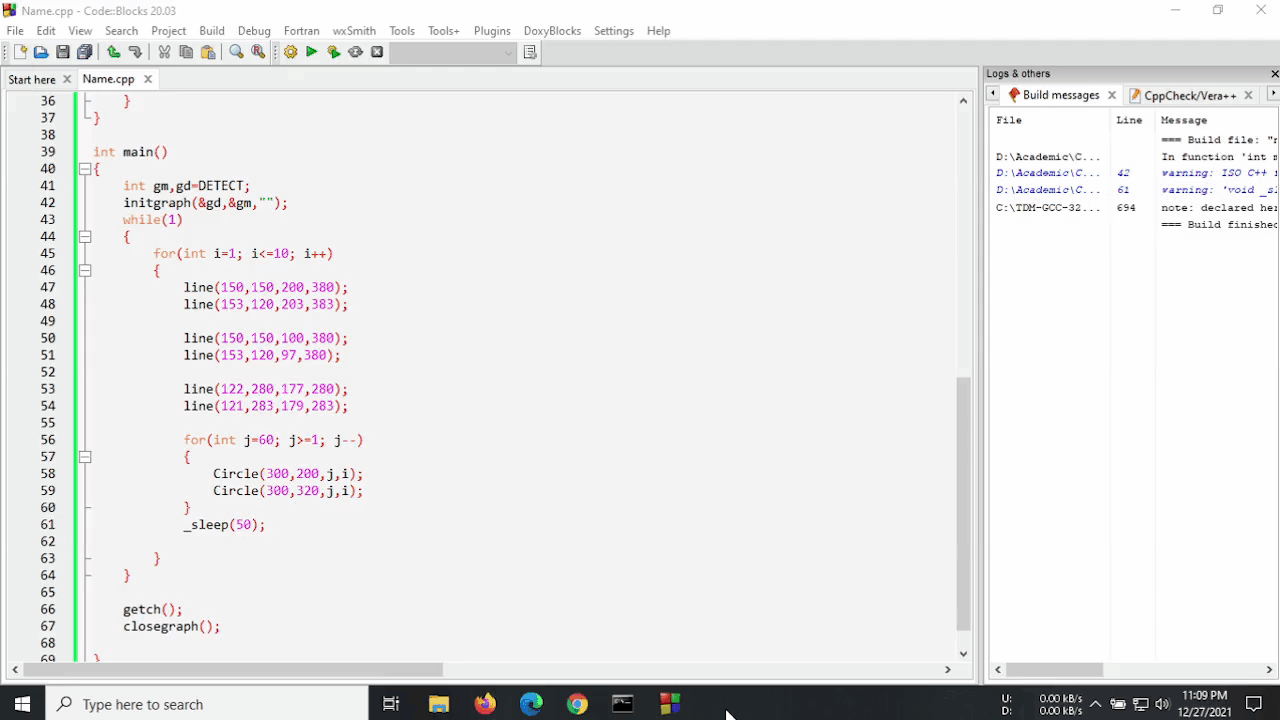 Name.cpp - Code::Blocks 20.03
File Edit View Search Project Build Debug Fortran wxSmith Tools Tools+ Plugins DoxyBlocks Settings Help
Start here Name.cpp
36 }
37 }
38
39 int main()
40 {
41 int gm,gd=DETECT;
42 initgraph(&gd,&gm,"");
43 while(1)
44 {
45 for(int i=1; i<=10; i++)
46 {
47 line(150,150,200,380);
48 line(153,120,203,383);
49
50 line(150,150,100,380);
51 line(153,120,97,380);
52
53 line(122,280,177,280);
54 line(121,283,179,283);
55
56 for(int j=60; j>=1; j--)
57 {
58 Circle(300,200,j,i);
59 Circle(300,320,j,i);
60 }
61 _sleep(50);
62
63 }
64 }
65
66 getch();
67 closegraph();
68
69 }
Logs & others
Build messages CppCheck/Vera++
File Line Message
=== Build file: "n
D:\Academic\C... In function 'int m
D:\Academic\C... 42 warning: ISO C++
D:\Academic\C... 61 warning: 'void _sl
C:\TDM-GCC-32... 694 note: declared her
=== Build finished
Type here to search
U: 0.00 kB/s
D: 0.00 kB/s
11:09 PM
12/27/2021